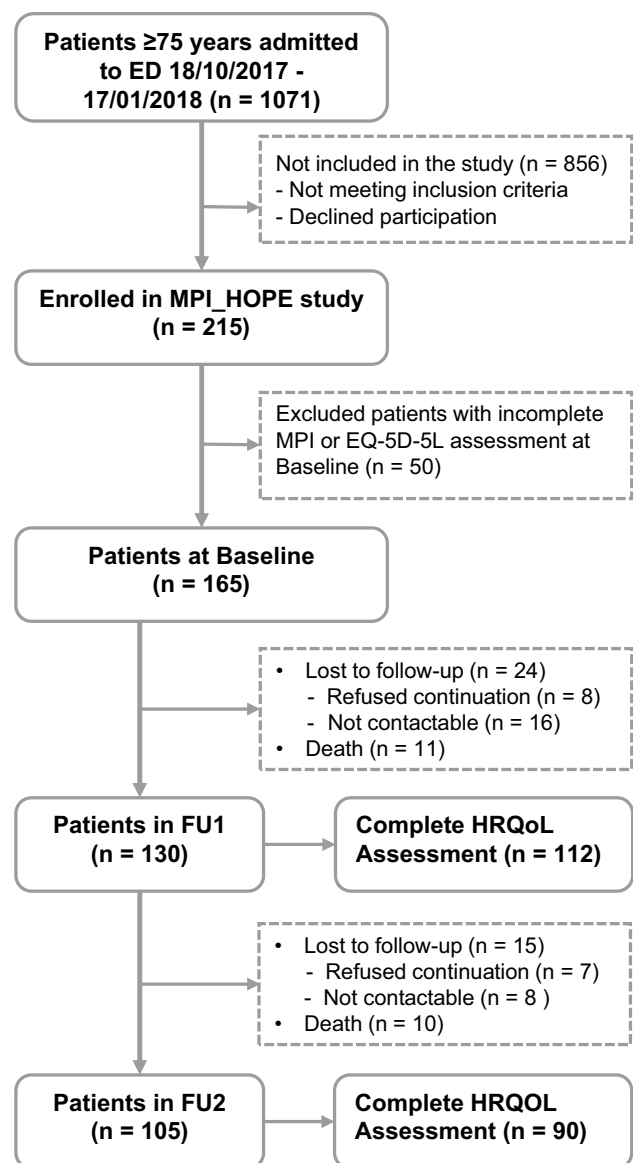 Patients ≥75 years admitted
to ED 18/10/2017 -
17/01/2018 (n = 1071)
Not included in the study (n = 856)
- Not meeting inclusion criteria
- Declined participation
Enrolled in MPI_HOPE study
(n = 215)
Excluded patients with incomplete
MPI or EQ-5D-5L assessment at
Baseline (n = 50)
Patients at Baseline
(n = 165)
• Lost to follow-up (n = 24)
- Refused continuation (n = 8)
- Not contactable (n = 16)
• Death (n = 11)
Patients in FU1
(n = 130)
Complete HRQoL
Assessment (n = 112)
• Lost to follow-up (n = 15)
- Refused continuation (n = 7)
- Not contactable (n = 8 )
• Death (n = 10)
Patients in FU2
(n = 105)
Complete HRQOL
Assessment (n = 90)